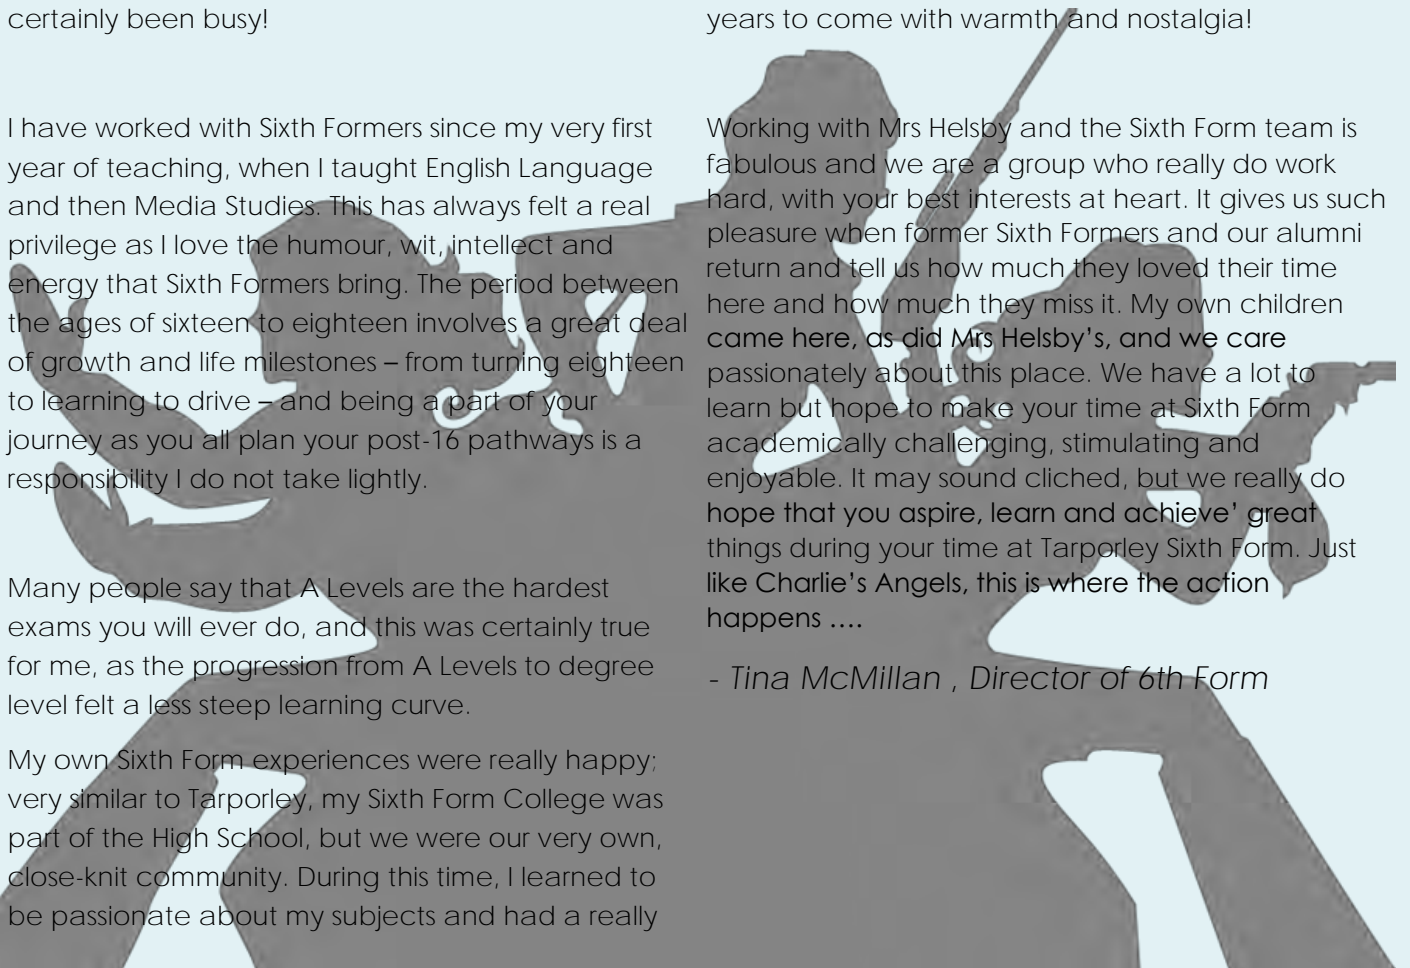 certainly been busy!
I have worked with Sixth Formers since my very first
year of teaching, when I taught English Language
and then Media Studies. This has always felt a real
privilege as I love the humour, wit, intellect and
energy that Sixth Formers bring. The period between
the ages of sixteen to eighteen involves a great deal
of growth and life milestones – from turning eighteen
to learning to drive – and being a part of your
journey as you all plan your post-16 pathways is a
responsibility I do not take lightly.
Many people say that A Levels are the hardest
exams you will ever do, and this was certainly true
for me, as the progression from A Levels to degree
level felt a less steep learning curve.
My own Sixth Form experiences were really happy;
very similar to Tarporley, my Sixth Form College was
part of the High School, but we were our very own,
close-knit community. During this time, I learned to
be passionate about my subjects and had a really
years to come with warmth and nostalgia!
Working with Mrs Helsby and the Sixth Form team is
fabulous and we are a group who really do work
hard, with your best interests at heart. It gives us such
pleasure when former Sixth Formers and our alumni
return and tell us how much they loved their time
here and how much they miss it. My own children
came here, as did Mrs Helsby’s, and we care
passionately about this place. We have a lot to
learn but hope to make your time at Sixth Form
academically challenging, stimulating and
enjoyable. It may sound cliched, but we really do
hope that you aspire, learn and achieve’ great
things during your time at Tarporley Sixth Form. Just
like Charlie’s Angels, this is where the action
happens ….
- Tina McMillan , Director of 6th Form